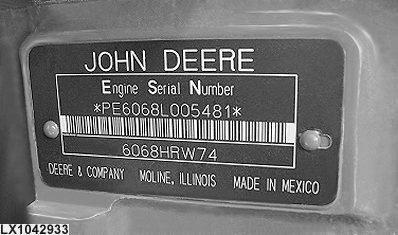 JOHN DEERE
Engine Serial Number
*PE6068L005481*
6068HRW74
DEERE & COMPANY MOLINE, ILLINOIS MADE IN MEXICO
LX1042933